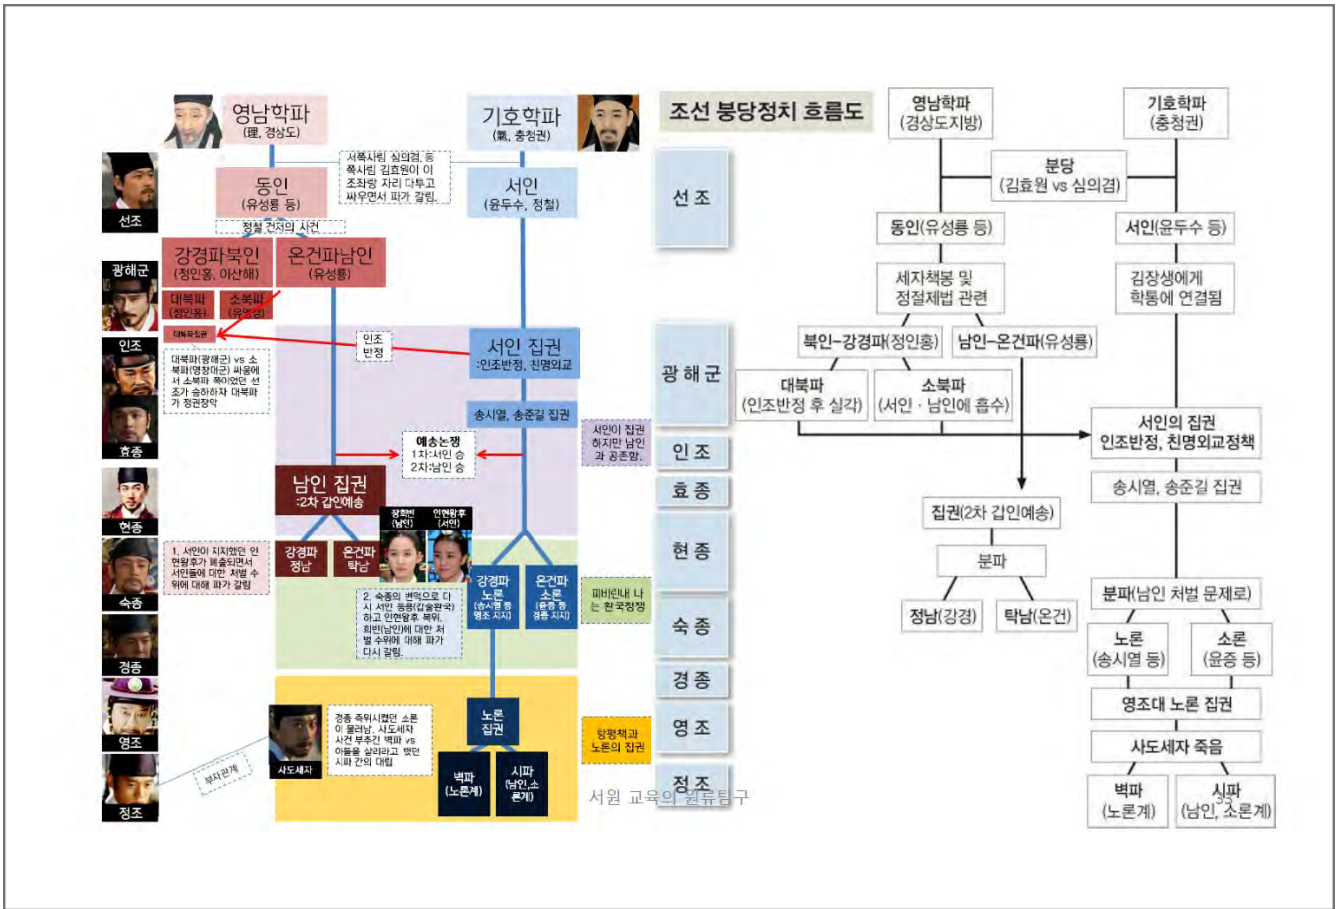 영남학파
(理, 경상도)
기호학파
(氣, 충청권)
서쪽사림 심의겸, 동
쪽사림 김효원이 이
조좌랑 자리 다투고
싸우면서 파가 갈림.
동인
(유성룡 등)
서인
(윤두수, 정철)
선조
정철 건저의 사건
강경파북인
(정인홍, 이산해)
온건파남인
(유성룡)
광해군
대북파
(정인홍)
소북파
대북파집권
인조
반정
서인 집권
:인조반정, 친명외교
인조
대북파(광해군) vs 소
북파(영창대군) 싸움에
서 소북파 쪽이었던 선
조가 승하하자 대북파
가 정권장악
송시열, 송준길 집권
서인이 집권
하지만 남인
과 공존함.
효종
예송논쟁
1차:서인 승
2차:남인 승
남인 집권
:2차 갑인예송
현종
장희빈
(남인)
인현왕후
(서인)
강경파
정남
온건파
탁남
1. 서인이 지지했던 인
현왕후가 폐출되면서
서인들에 대한 처벌 수
위에 대해 파가 갈림
숙종
2. 숙종의 변덕으로 다
시 서인 등용(갑술환국)
하고 인현왕후 복위.
희빈(남인)에 대한 처
벌 수위에 대해 파가
다시 갈림.
강경파
노론
(송시열 등
영조 지지)
온건파
소론
(윤증 등
경종 지지)
피비린내 나
는 환국정쟁
경종
노론
집권
경종 즉위시켰던 소론
이 물러남. 사도세자
사건 부추긴 벽파 vs
아들을 살리라고 했던
시파 간의 대립
탕평책과
노론의 집권
영조
사도세자
부자관계
벽파
(노론계)
시파
(남인,소
론계)
정조
조선 붕당정치 흐름도
선 조
광 해 군
인 조
효 종
현 종
숙 종
경 종
영 조
정 조
영남학파
(경상도지방)
기호학파
(충청권)
분당
(김효원 vs 심의겸)
동인(유성룡 등)
서인(윤두수 등)
세자책봉 및
정절제법 관련
김장생에게
학통에 연결됨
북인–강경파(정인홍)
남인–온건파(유성룡)
대북파
(인조반정 후 실각)
소북파
(서인 · 남인에 흡수)
서인의 집권
인조반정, 친명외교정책
송시열, 송준길 집권
집권(2차 갑인예송)
분파
정남(강경)
탁남(온건)
분파(남인 처벌 문제로)
노론
(송시열 등)
소론
(윤증 등)
영조대 노론 집권
사도세자 죽음
벽파
(노론계)
시파
(남인, 소론계)
서원 교육의 원류탐구
33